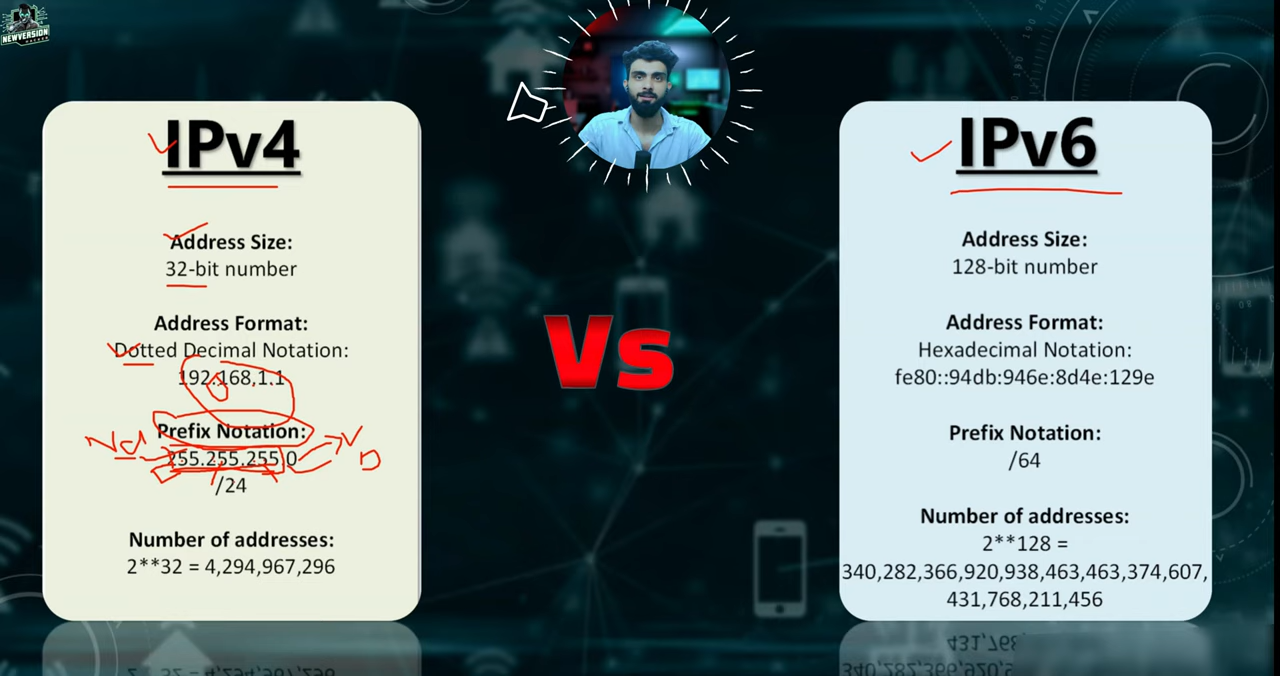 NEWVERSION
HACKER
IPv4
Address Size:
32-bit number
Address Format:
Dotted Decimal Notation:
192.168,1.1
Prefix Notation:
255.255.255.0
/24
Number of addresses:
2**32 = 4,294,967,296
Vs
IPv6
Address Size:
128-bit number
Address Format:
Hexadecimal Notation:
fe80::94db:946e:8d4e:129e
Prefix Notation:
/64
Number of addresses:
2**128 =
340,282,366,920,938,463,463,374,607,
431,768,211,456